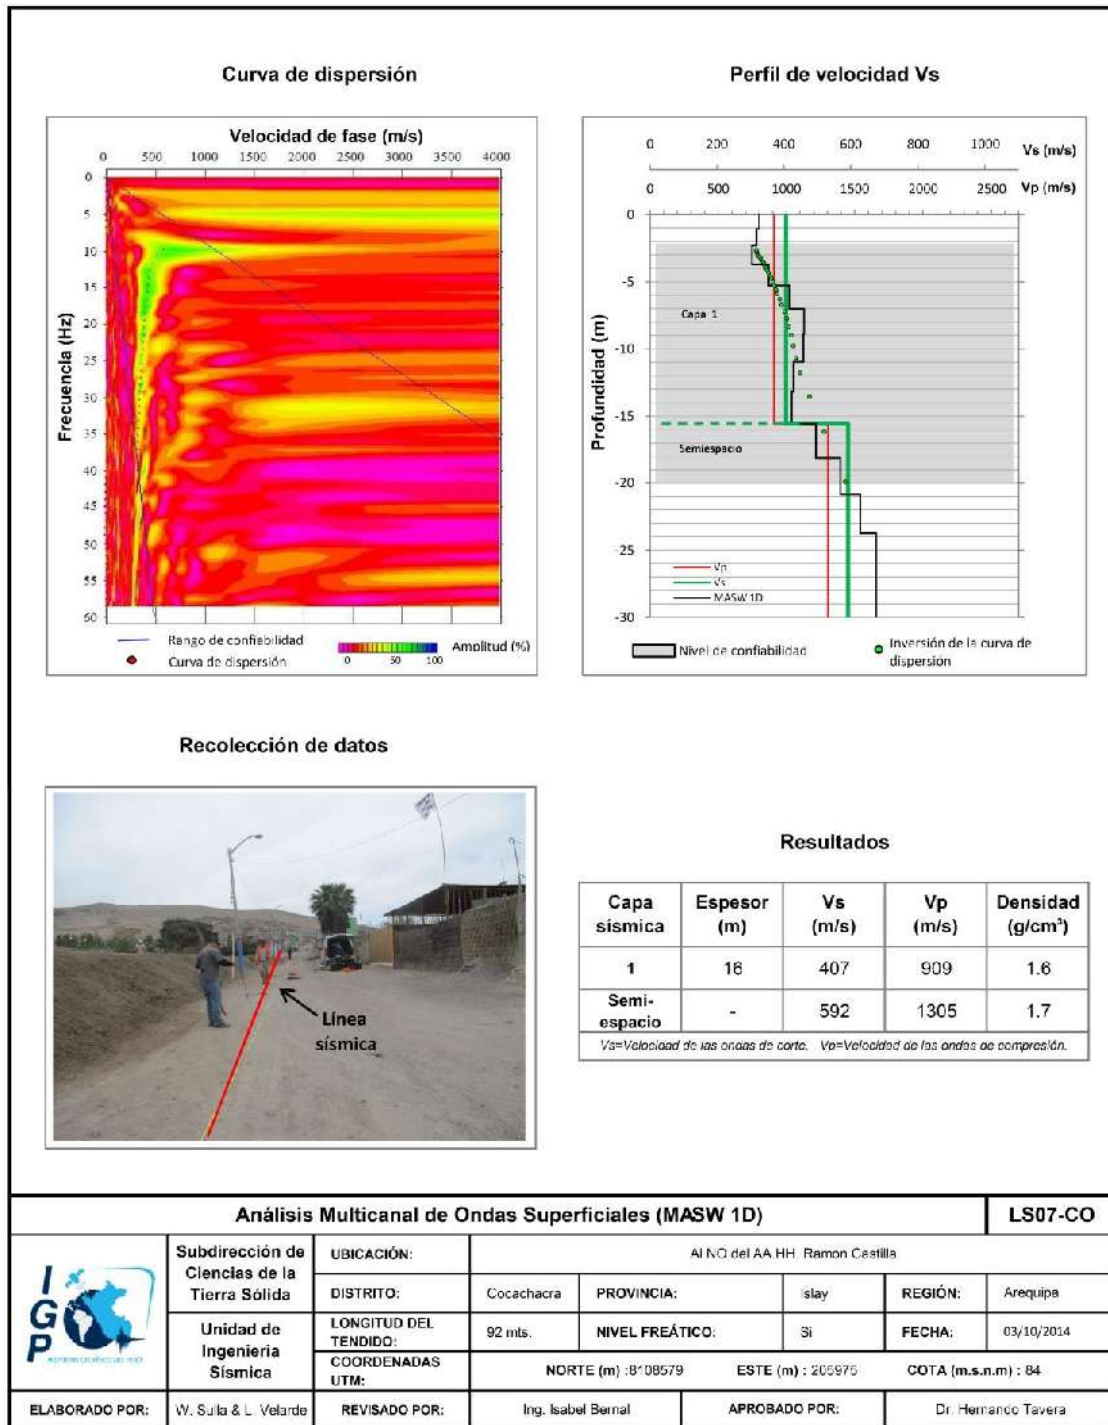 Curva de dispersión
Velocidad de fase (m/s)
0 500 1000 2000 3000 4000
Frecuencia (Hz)
0
5
10
15
20
25
30
35
40
45
50
55
60
Rango de confiabilidad
Curva de dispersión
Amplitud (%)
0 50 100
Perfil de velocidad Vs
0 200 400 600 800 1000 Vs (m/s)
0 500 1000 1500 2000 2500 Vp (m/s)
Profundidad (m)
0
-5
-10
-15
-20
-25
-30
Capa 1
Semiespacio
Vp
Vs
MASW 1D
Nivel de confiabilidad
Inversión de la curva de
dispersión
Recolección de datos
Línea
sísmica
Resultados
Capa sísmica Espesor (m) Vs (m/s) Vp (m/s) Densidad (g/cm³)
1 16 407 909 1.6
Semi-espacio - 592 1305 1.7
Vs=Velocidad de las ondas de corte. Vp=Velocidad de las ondas de compresión.
Análisis Multicanal de Ondas Superficiales (MASW 1D) LS07-CO
IGP
Subdirección de
Ciencias de la
Tierra Sólida
Unidad de
Ingenieria
Sísmica
UBICACIÓN: Al NO del AA HH Ramon Castilla
DISTRITO: Cocachacra PROVINCIA: Islay REGIÓN: Arequipa
LONGITUD DEL TENDIDO: 92 mts. NIVEL FREÁTICO: Si FECHA: 03/10/2014
COORDENADAS UTM: NORTE (m) :8108579 ESTE (m) : 205975 COTA (m.s.n.m) : 84
ELABORADO POR: W. Sulla & L. Velarde REVISADO POR: Ing. Isabel Bernal APROBADO POR: Dr. Hernando Tavera